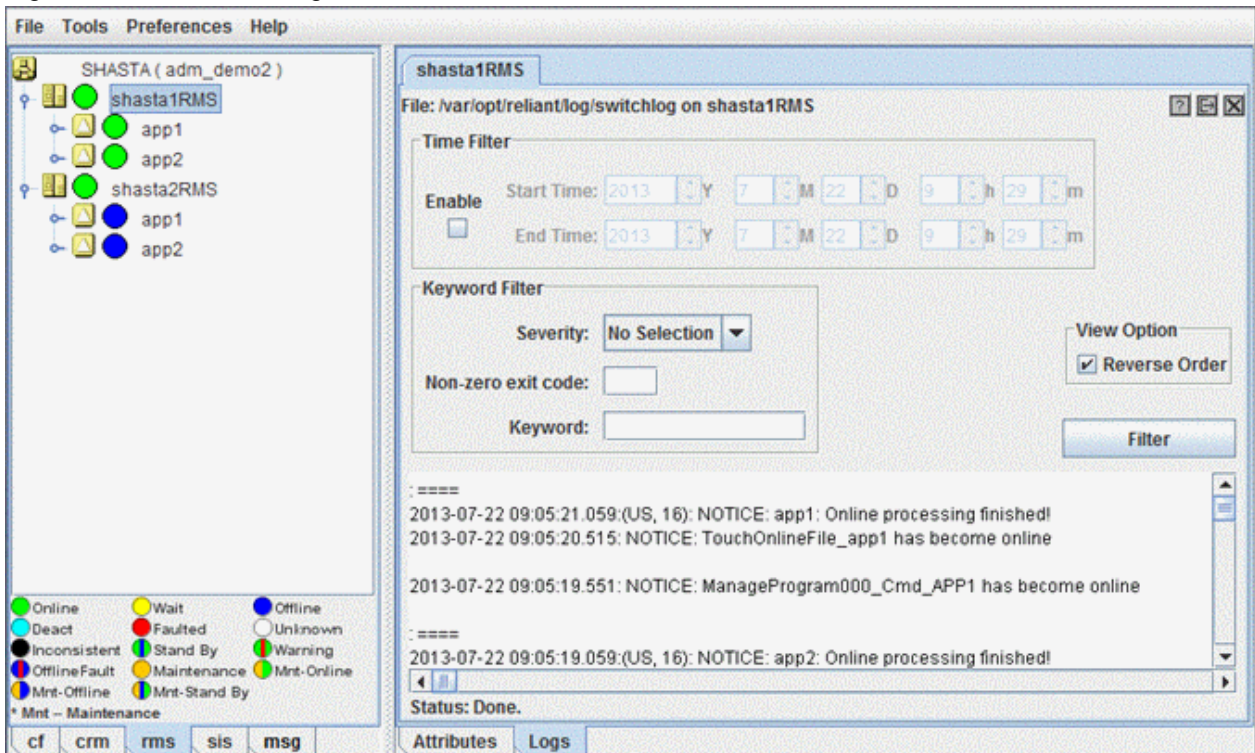 File Tools Preferences Help
SHASTA ( adm_demo2 )
shasta1RMS
app1
app2
shasta2RMS
app1
app2
Online Wait Offline
Deact Faulted Unknown
Inconsistent Stand By Warning
OfflineFault Maintenance Mnt-Online
Mnt-Offline Mnt-Stand By
* Mnt – Maintenance
cf crm rms sis msg
shasta1RMS
File: /var/opt/reliant/log/switchlog on shasta1RMS
Time Filter
Enable
Start Time: 2013 Y 7 M 22 D 9 h 29 m
End Time: 2013 Y 7 M 22 D 9 h 29 m
Keyword Filter
Severity: No Selection
Non-zero exit code:
Keyword:
View Option
Reverse Order
Filter
: ====
2013-07-22 09:05:21.059:(US, 16): NOTICE: app1: Online processing finished!
2013-07-22 09:05:20.515: NOTICE: TouchOnlineFile_app1 has become online
2013-07-22 09:05:19.551: NOTICE: ManageProgram000_Cmd_APP1 has become online
: ====
2013-07-22 09:05:19.059:(US, 16): NOTICE: app2: Online processing finished!
Status: Done.
Attributes Logs